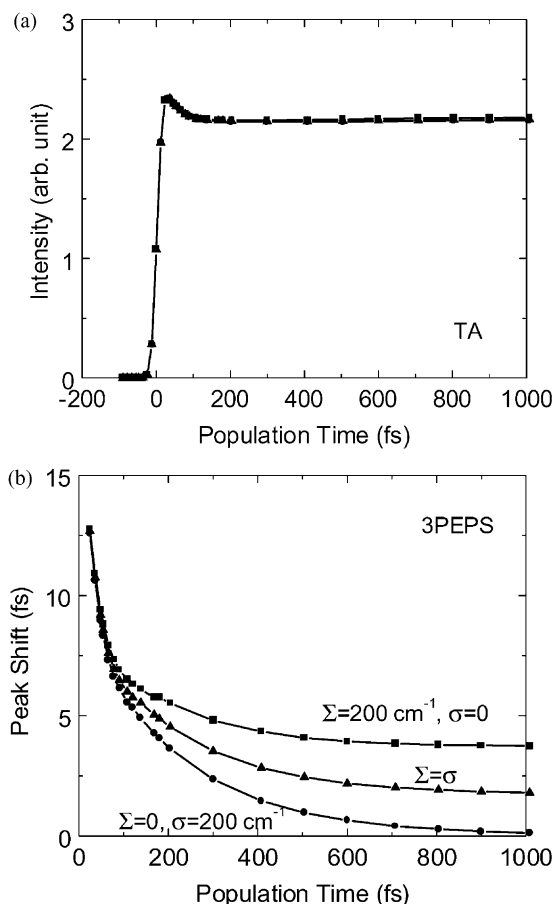 (a)
3
2
1
0
Intensity (arb. unit)
TA
-200 0 200 400 600 800 1000
Population Time (fs)
(b)
15
10
5
0
Peak Shift (fs)
3PEPS
Σ=200 cm⁻¹, σ=0
Σ=σ
Σ=0, σ=200 cm⁻¹
0 200 400 600 800 1000
Population Time (fs)